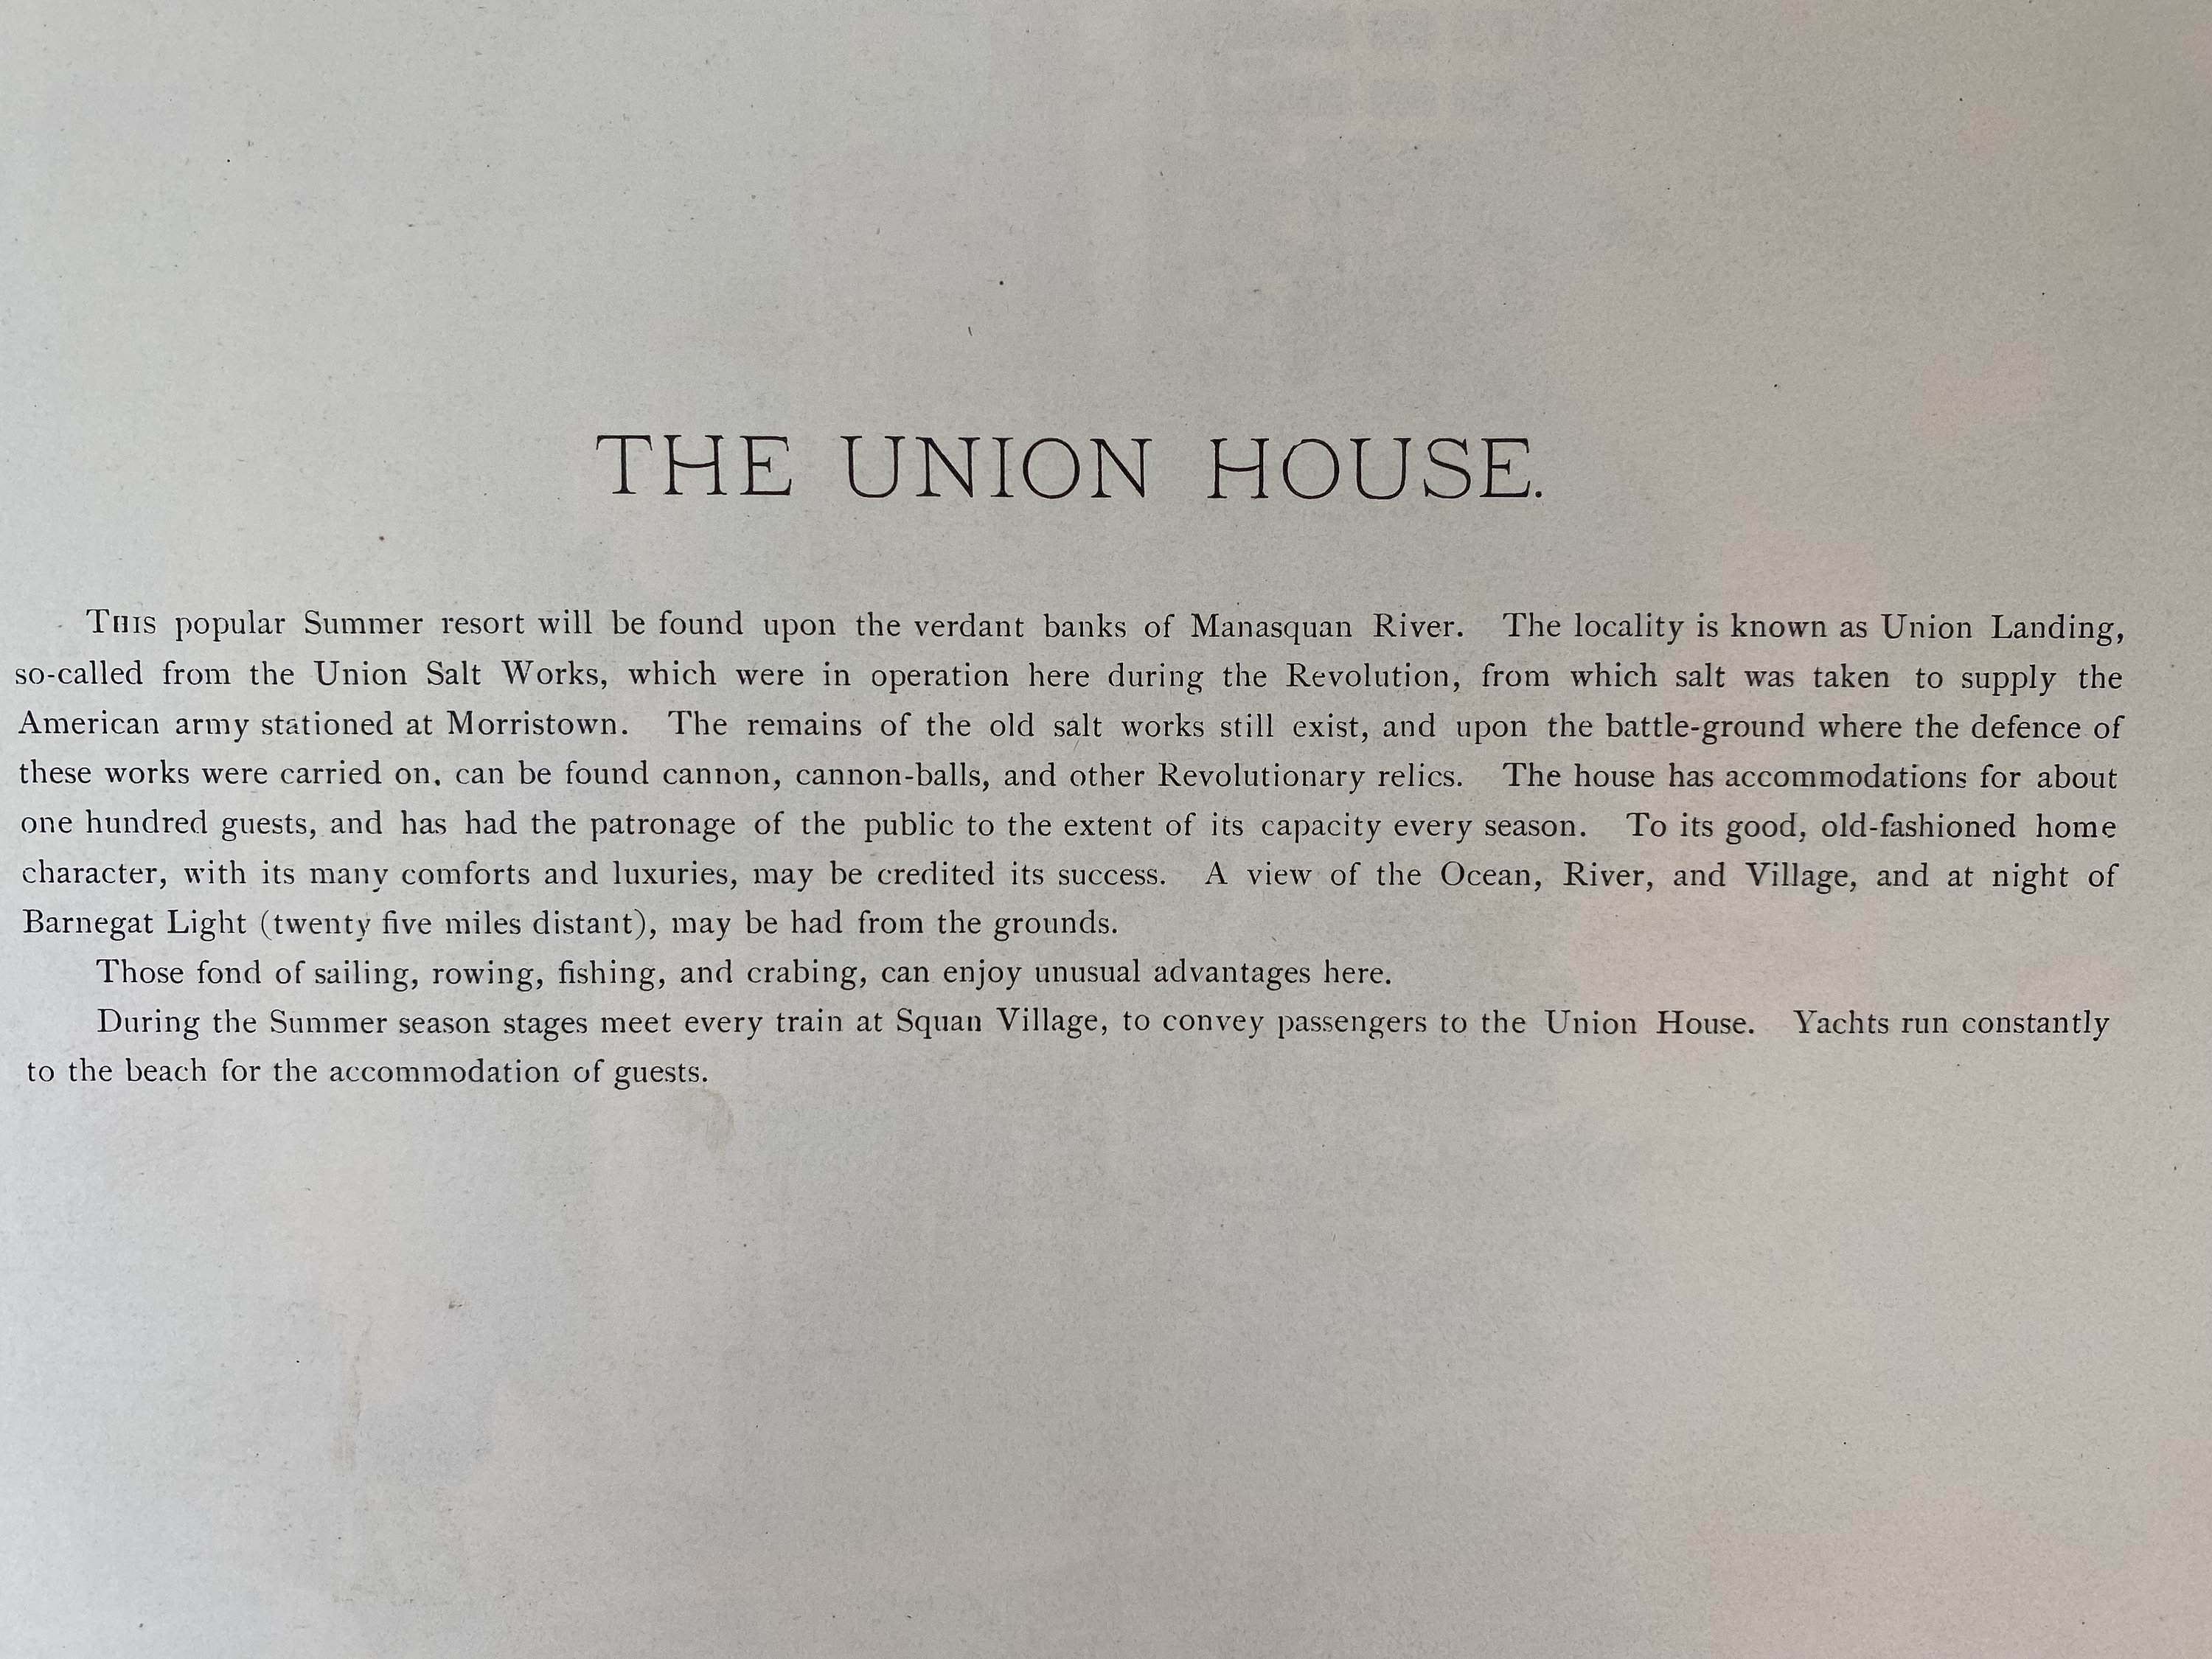 THE UNION HOUSE.
THIS popular Summer resort will be found upon the verdant banks of Manasquan River. The locality is known as Union Landing,
so-called from the Union Salt Works, which were in operation here during the Revolution, from which salt was taken to supply the
American army stationed at Morristown. The remains of the old salt works still exist, and upon the battle-ground where the defence of
these works were carried on, can be found cannon, cannon-balls, and other Revolutionary relics. The house has accommodations for about
one hundred guests, and has had the patronage of the public to the extent of its capacity every season. To its good, old-fashioned home
character, with its many comforts and luxuries, may be credited its success. A view of the Ocean, River, and Village, and at night of
Barnegat Light (twenty five miles distant), may be had from the grounds.
Those fond of sailing, rowing, fishing, and crabing, can enjoy unusual advantages here.
During the Summer season stages meet every train at Squan Village, to convey passengers to the Union House. Yachts run constantly
to the beach for the accommodation of guests.